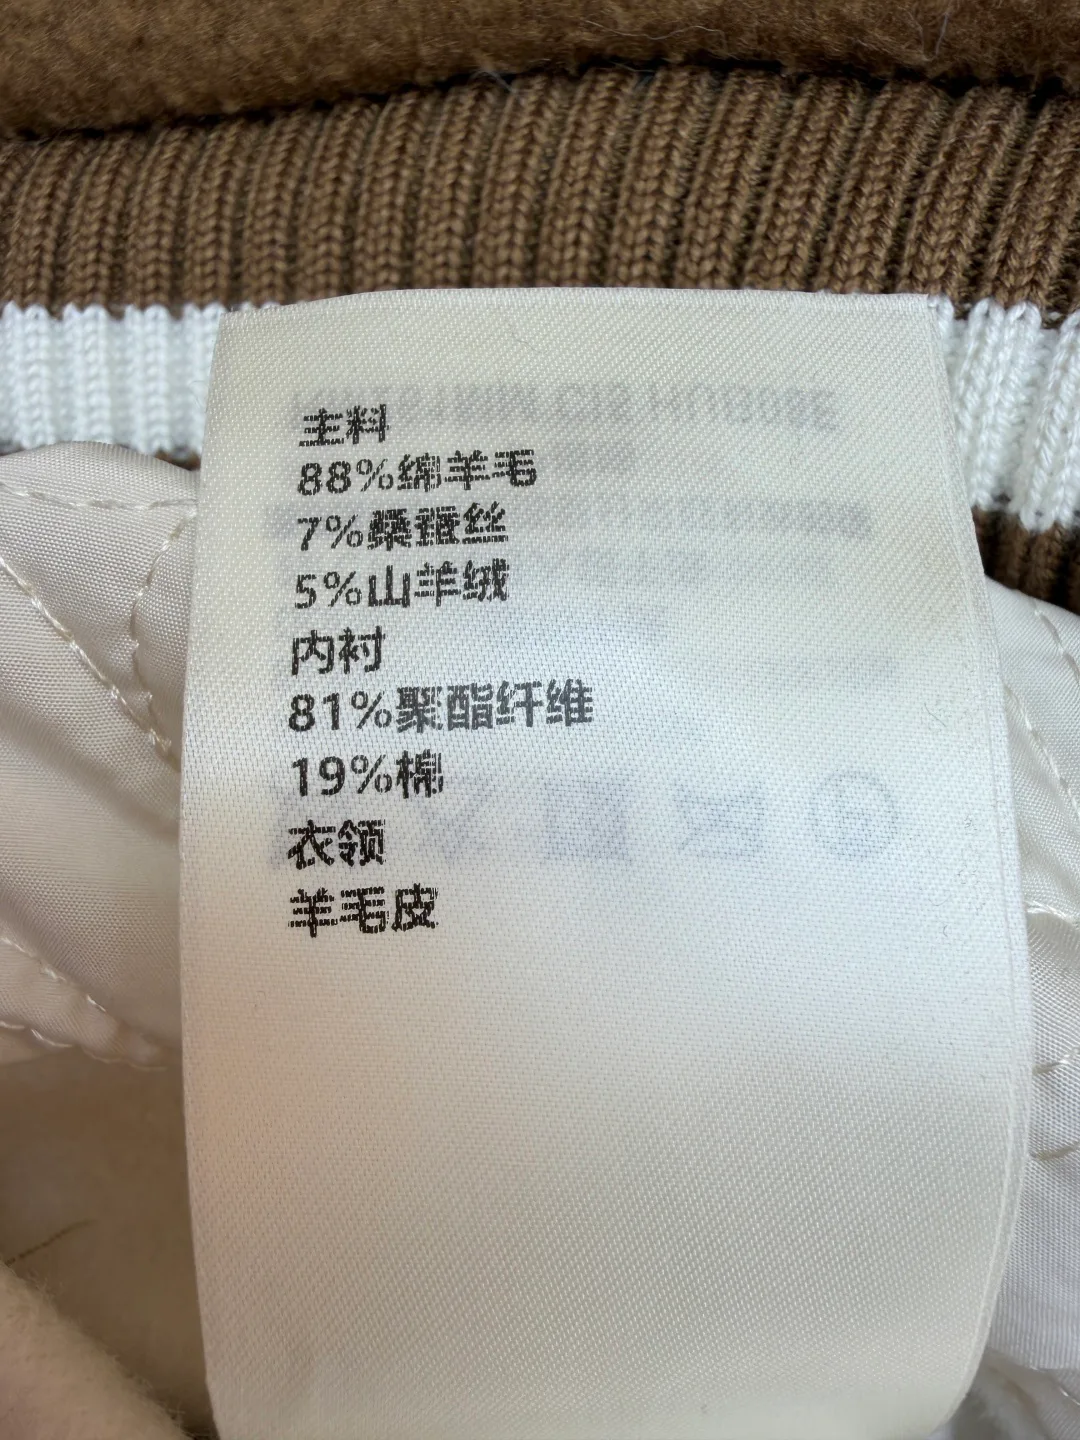 主料
88%绵羊毛
7%桑蚕丝
5%山羊绒
内衬
81%聚酯纤维
19%棉
衣领
羊毛皮